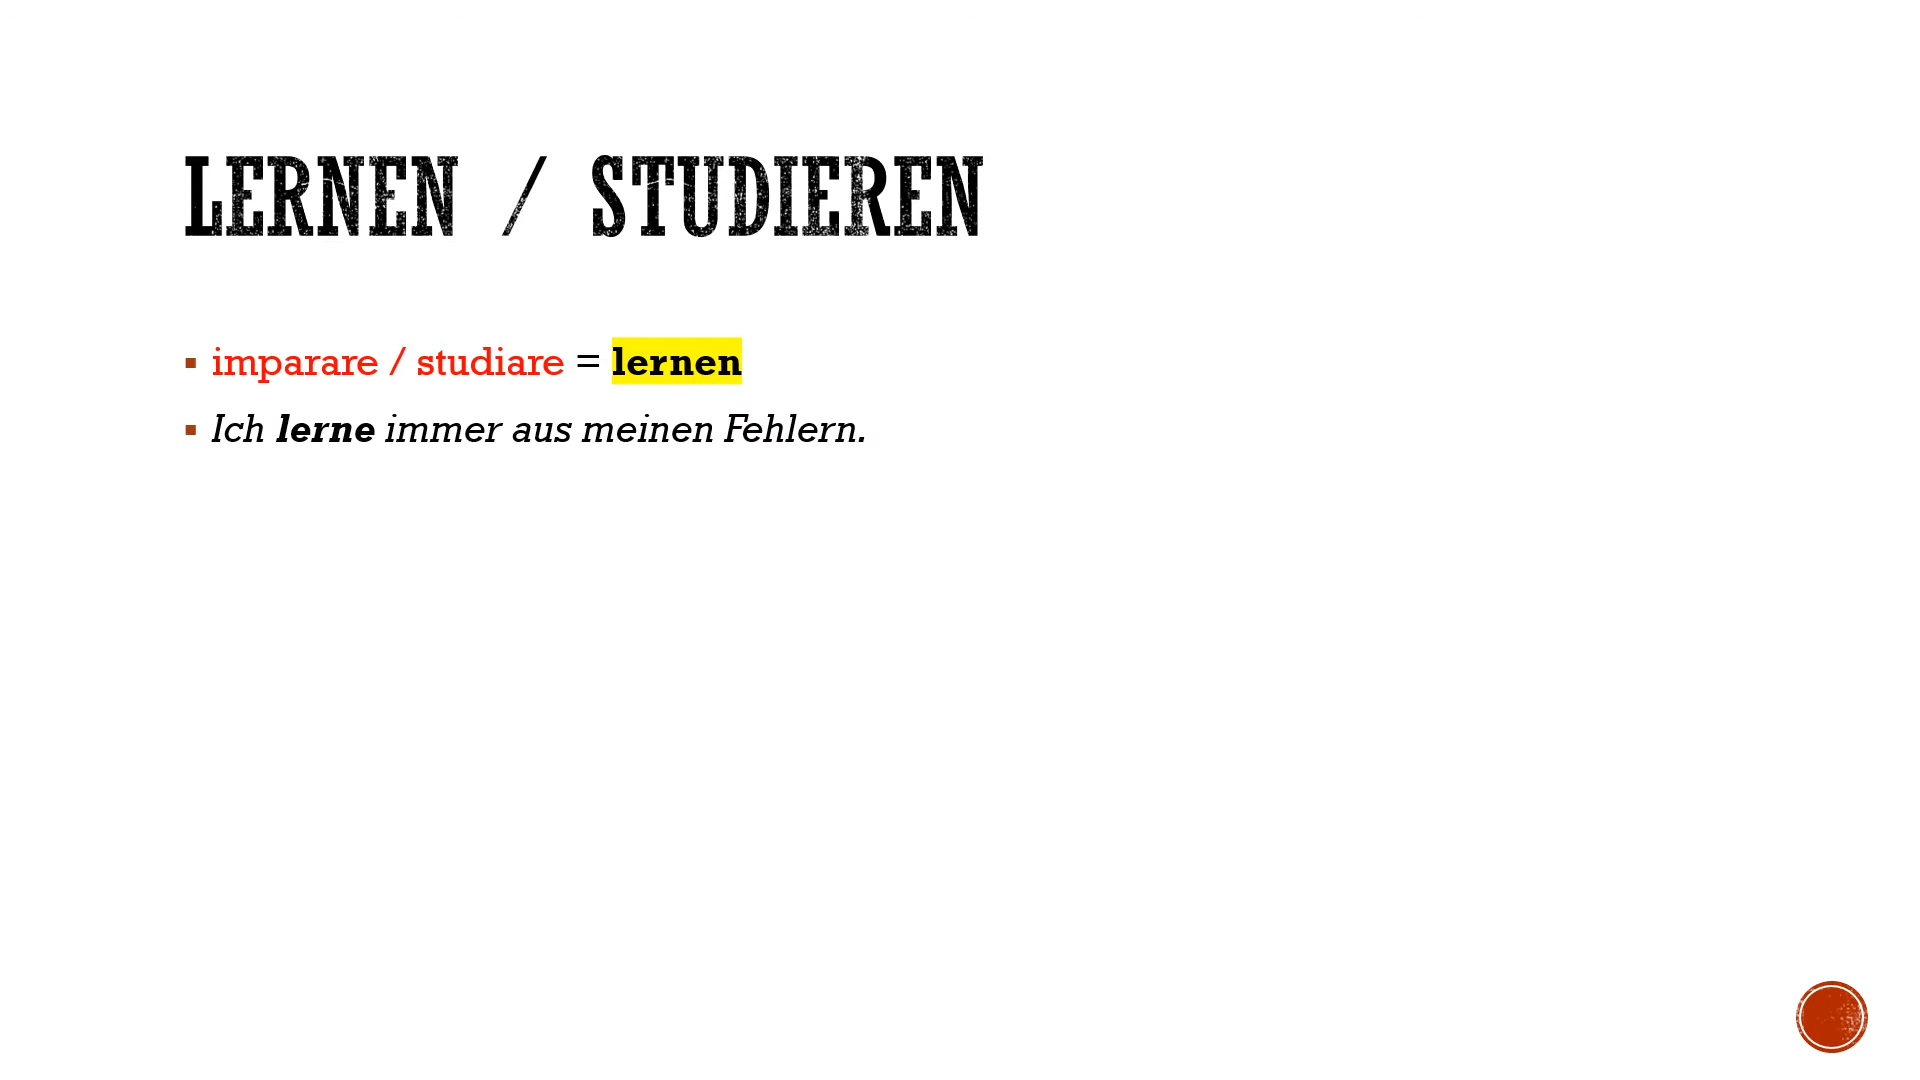 LERNEN / STUDIEREN
imparare / studiare = lernen
Ich lerne immer aus meinen Fehlern.